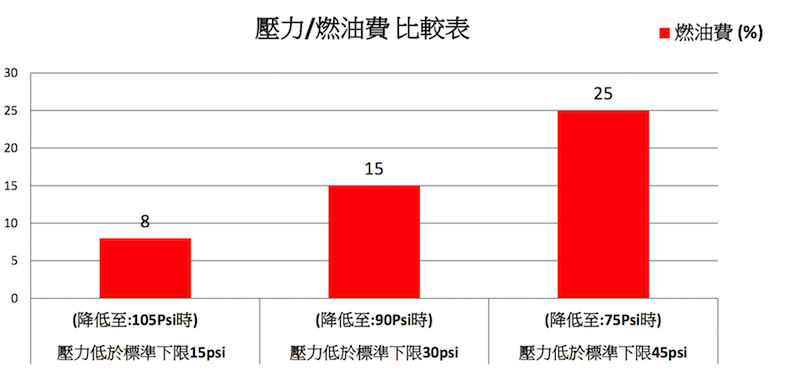 壓力/燃油費 比較表
燃油費 (%)
30
25
20
15
10
5
0
8
15
25
(降低至:105Psi時)
(降低至:90Psi時)
(降低至:75Psi時)
壓力低於標準下限15psi
壓力低於標準下限30psi
壓力低於標準下限45psi